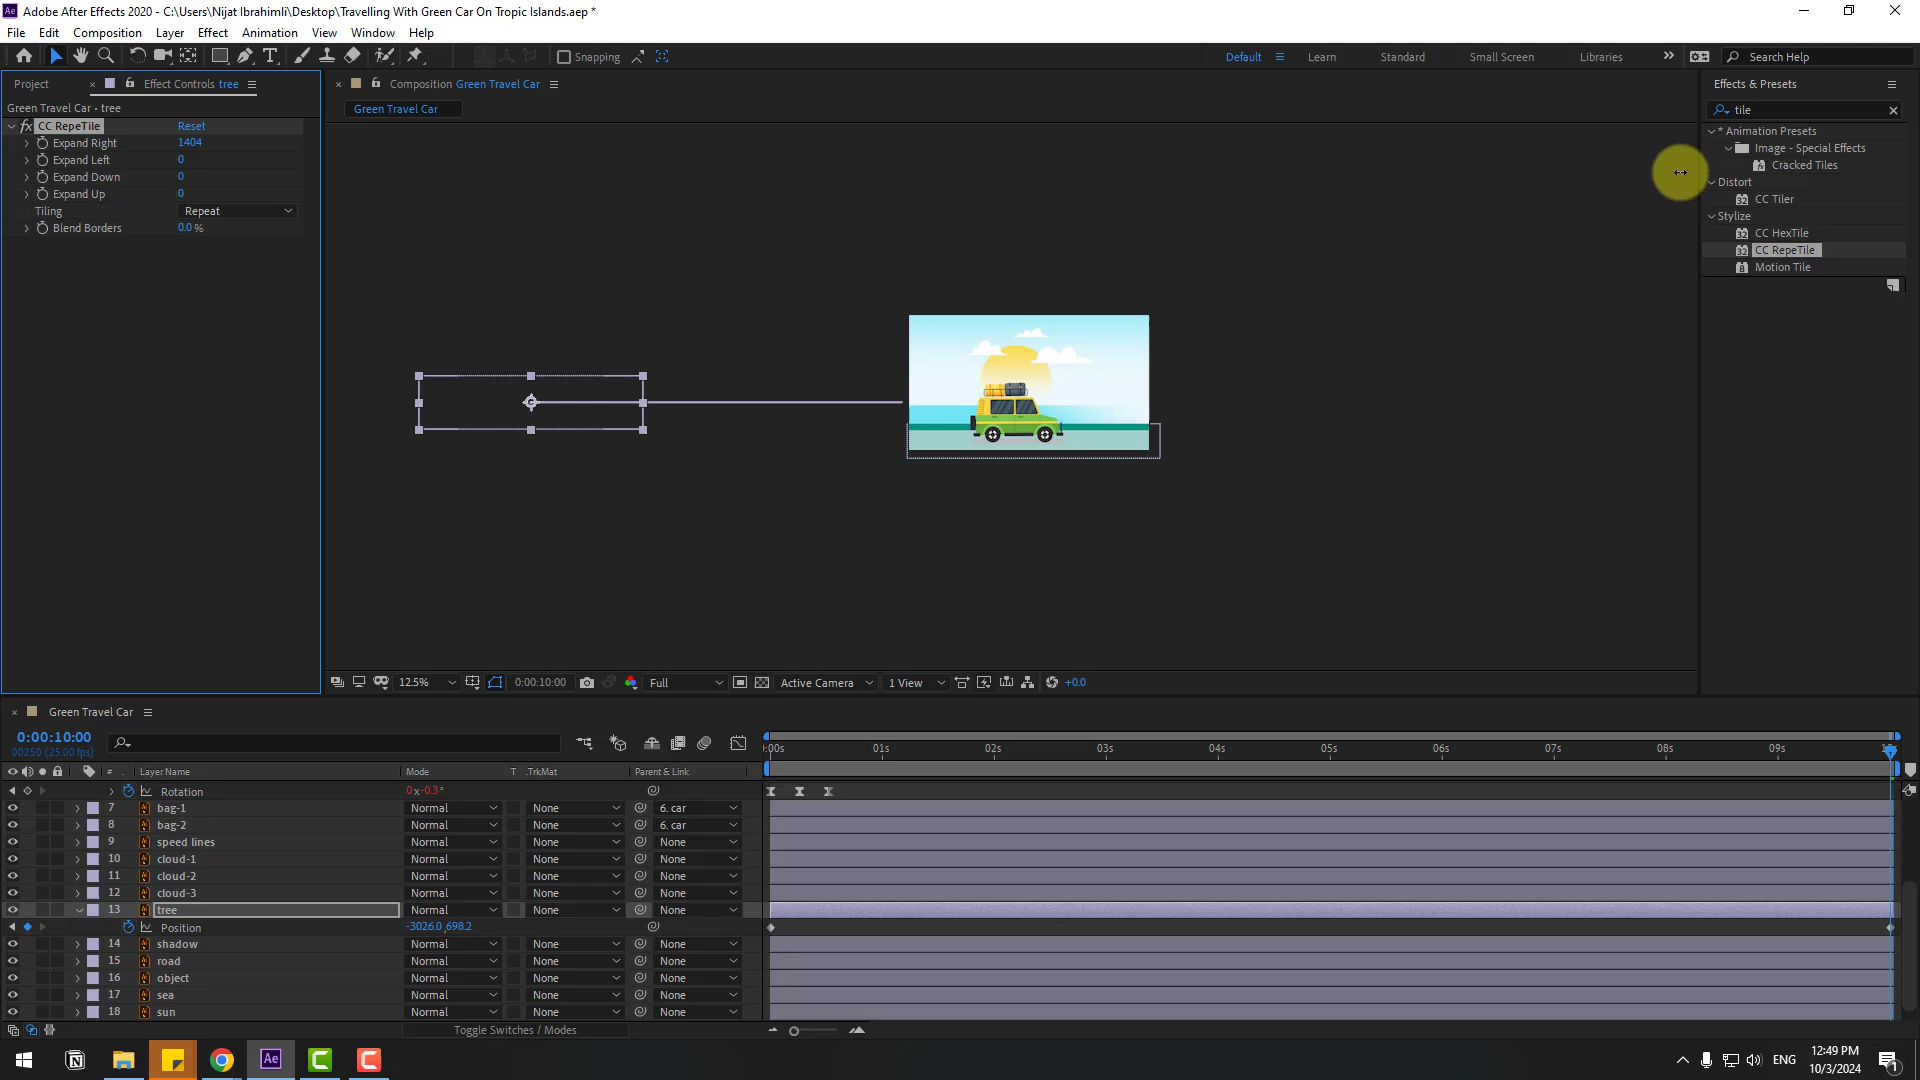 Adobe After Effects 2020 - C:\Users\Nijat Ibrahimli\Desktop\Travelling With Green Car On Tropic Islands.aep *
File Edit Composition Layer Effect Animation View Window Help
Snapping Default Learn Standard Small Screen Libraries Search Help
Project Effect Controls tree Composition Green Travel Car Effects & Presets
Green Travel Car • tree
Green Travel Car
tile
fx CC RepeTile Reset
Expand Right 1404
Expand Left 0
Expand Down 0
Expand Up 0
Tiling Repeat
Blend Borders 0.0 %
* Animation Presets
Image - Special Effects
Cracked Tiles
Distort
CC Tiler
Stylize
CC HexTile
CC RepeTile
Motion Tile
12.5% 0:00:10:00 Full Active Camera 1 View +0.0
Green Travel Car
0:00:10:00
00250 (25.00 fps)
:00s 01s 02s 03s 04s 05s 06s 07s 08s 09s
# . Layer Name Mode T .TrkMat Parent & Link
Rotation 0x-0.3°
7 bag-1 Normal None 6. car
8 bag-2 Normal None 6. car
9 speed lines Normal None None
10 cloud-1 Normal None None
11 cloud-2 Normal None None
12 cloud-3 Normal None None
13 tree Normal None None
Position -3026.0,698.2
14 shadow Normal None None
15 road Normal None None
16 object Normal None None
17 sea Normal None None
18 sun Normal None None
Toggle Switches / Modes
ENG 12:49 PM
10/3/2024
1